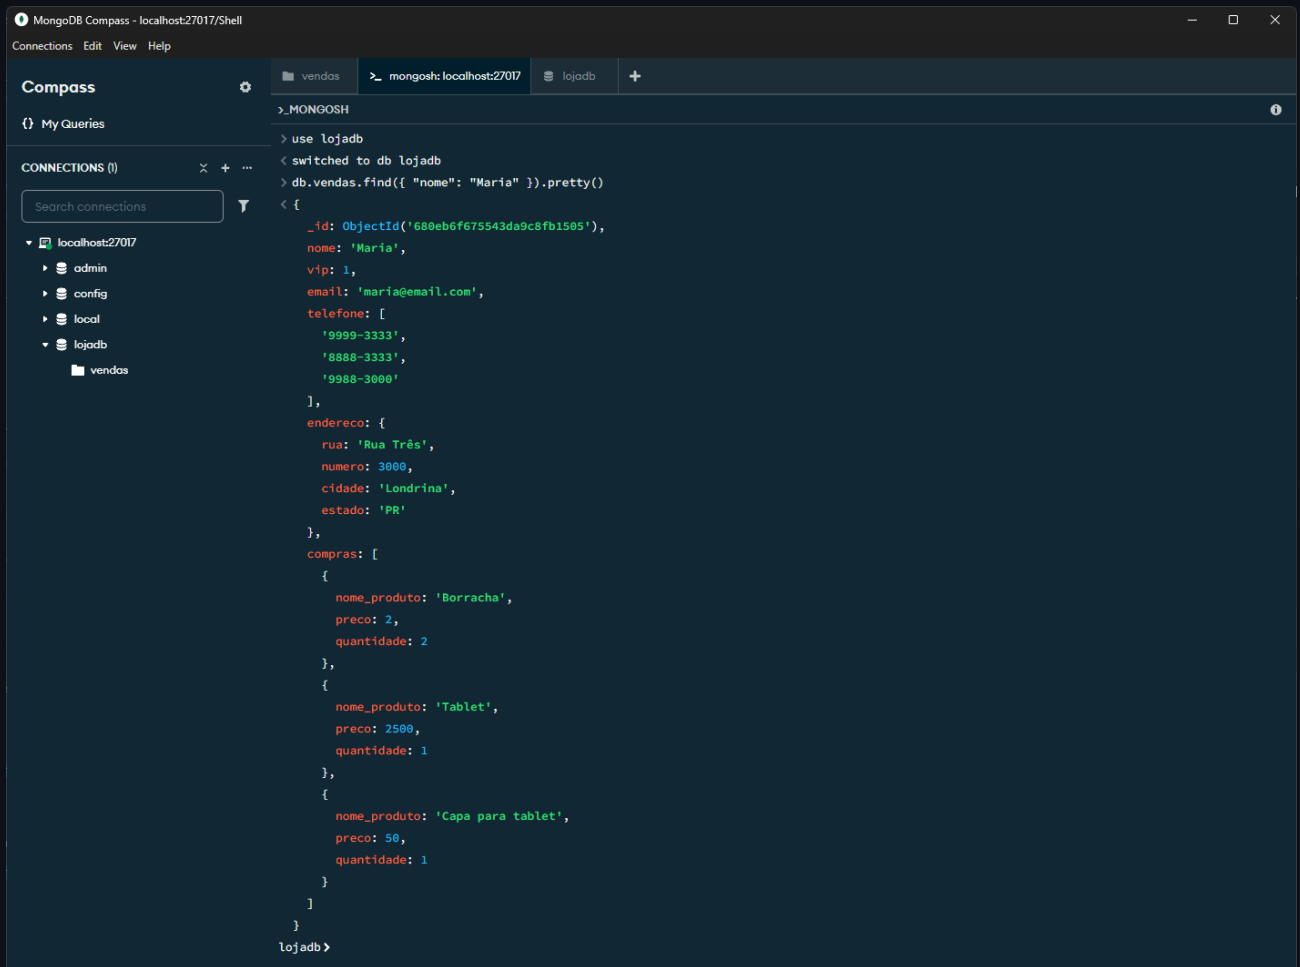 MongoDB Compass - localhost:27017/Shell
Connections Edit View Help
Compass
{} My Queries
CONNECTIONS (1)
Search connections
localhost:27017
admin
config
local
lojadb
vendas
vendas
>_ mongosh: localhost:27017
lojadb
>_MONGOSH
> use lojadb
< switched to db lojadb
> db.vendas.find({ "nome": "Maria" }).pretty()
< {
_id: ObjectId('680eb6f675543da9c8fb1505'),
nome: 'Maria',
vip: 1,
email: 'maria@email.com',
telefone: [
'9999-3333',
'8888-3333',
'9988-3000'
],
endereco: {
rua: 'Rua Três',
numero: 3000,
cidade: 'Londrina',
estado: 'PR'
},
compras: [
{
nome_produto: 'Borracha',
preco: 2,
quantidade: 2
},
{
nome_produto: 'Tablet',
preco: 2500,
quantidade: 1
},
{
nome_produto: 'Capa para tablet',
preco: 50,
quantidade: 1
}
]
}
lojadb>